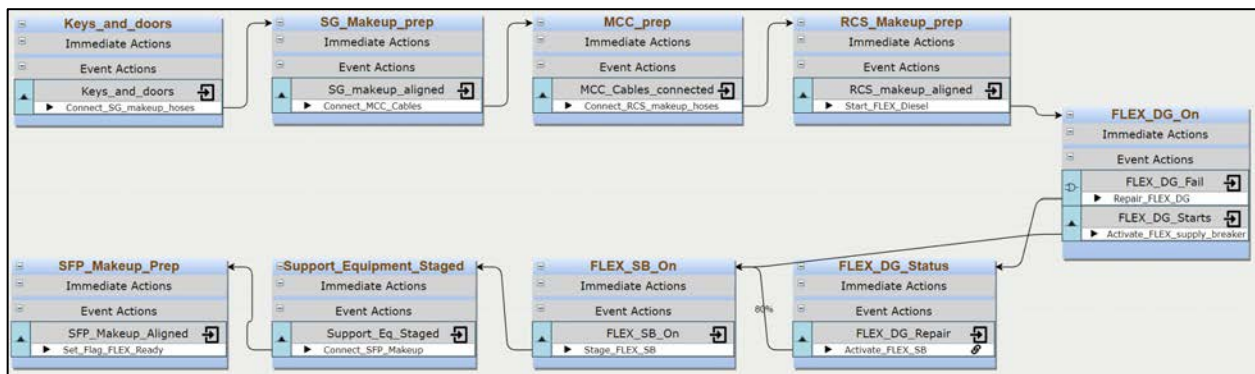 Keys_and_doors
Immediate Actions
Event Actions
Keys_and_doors
Connect_SG_makeup_hoses
SG_Makeup_prep
Immediate Actions
Event Actions
SG_makeup_aligned
Connect_MCC_Cables
MCC_prep
Immediate Actions
Event Actions
MCC_Cables_connected
Connect_RCS_makeup_hoses
RCS_Makeup_prep
Immediate Actions
Event Actions
RCS_makeup_aligned
Start_FLEX_Diesel
FLEX_DG_On
Immediate Actions
Event Actions
FLEX_DG_Fail
Repair_FLEX_DG
FLEX_DG_Starts
Activate_FLEX_supply_breaker
SFP_Makeup_Prep
Immediate Actions
Event Actions
SFP_Makeup_Aligned
Set_Flag_FLEX_Ready
Support_Equipment_Staged
Immediate Actions
Event Actions
Support_Eq_Staged
Connect_SFP_Makeup
FLEX_SB_On
Immediate Actions
Event Actions
FLEX_SB_On
Stage_FLEX_SB
80%
FLEX_DG_Status
Immediate Actions
Event Actions
FLEX_DG_Repair
Activate_FLEX_SB